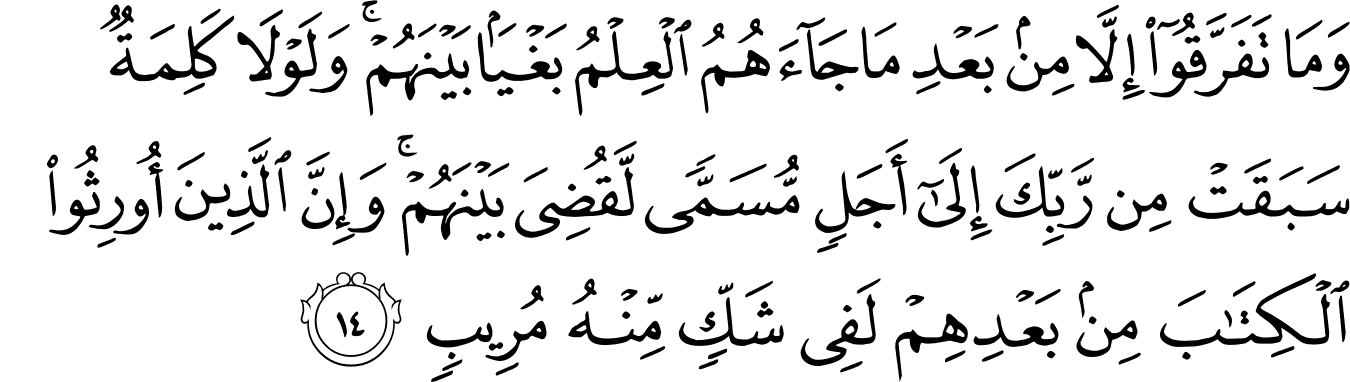 وَمَا تَفَرَّقُوٓا۟ إِلَّا مِنۢ بَعْدِ مَا جَآءَهُمُ ٱلْعِلْمُ بَغْيًۢا بَيْنَهُمْ ۚ وَلَوْلَا كَلِمَةٌ
سَبَقَتْ مِن رَّبِّكَ إِلَىٰٓ أَجَلٍ مُّسَمًّى لَّقُضِىَ بَيْنَهُمْ ۚ وَإِنَّ ٱلَّذِينَ أُورِثُوا۟
ٱلْكِتَـٰبَ مِنۢ بَعْدِهِمْ لَفِى شَكٍّ مِّنْهُ مُرِيبٍ ١٤